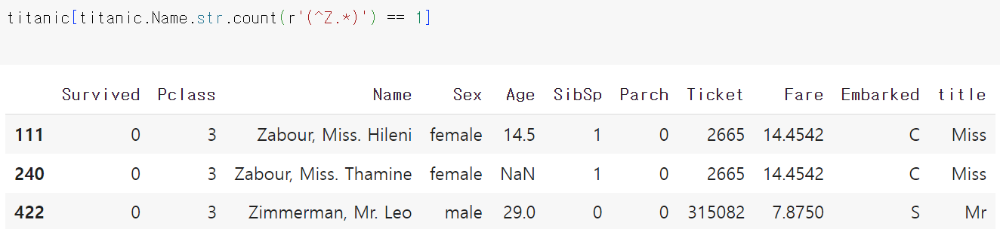 titanic[titanic.Name.str.count(r'(^Z.*)') == 1]
Survived Pclass Name Sex Age SibSp Parch Ticket Fare Embarked title
111 0 3 Zabour, Miss. Hileni female 14.5 1 0 2665 14.4542 C Miss
240 0 3 Zabour, Miss. Thamine female NaN 1 0 2665 14.4542 C Miss
422 0 3 Zimmerman, Mr. Leo male 29.0 0 0 315082 7.8750 S Mr